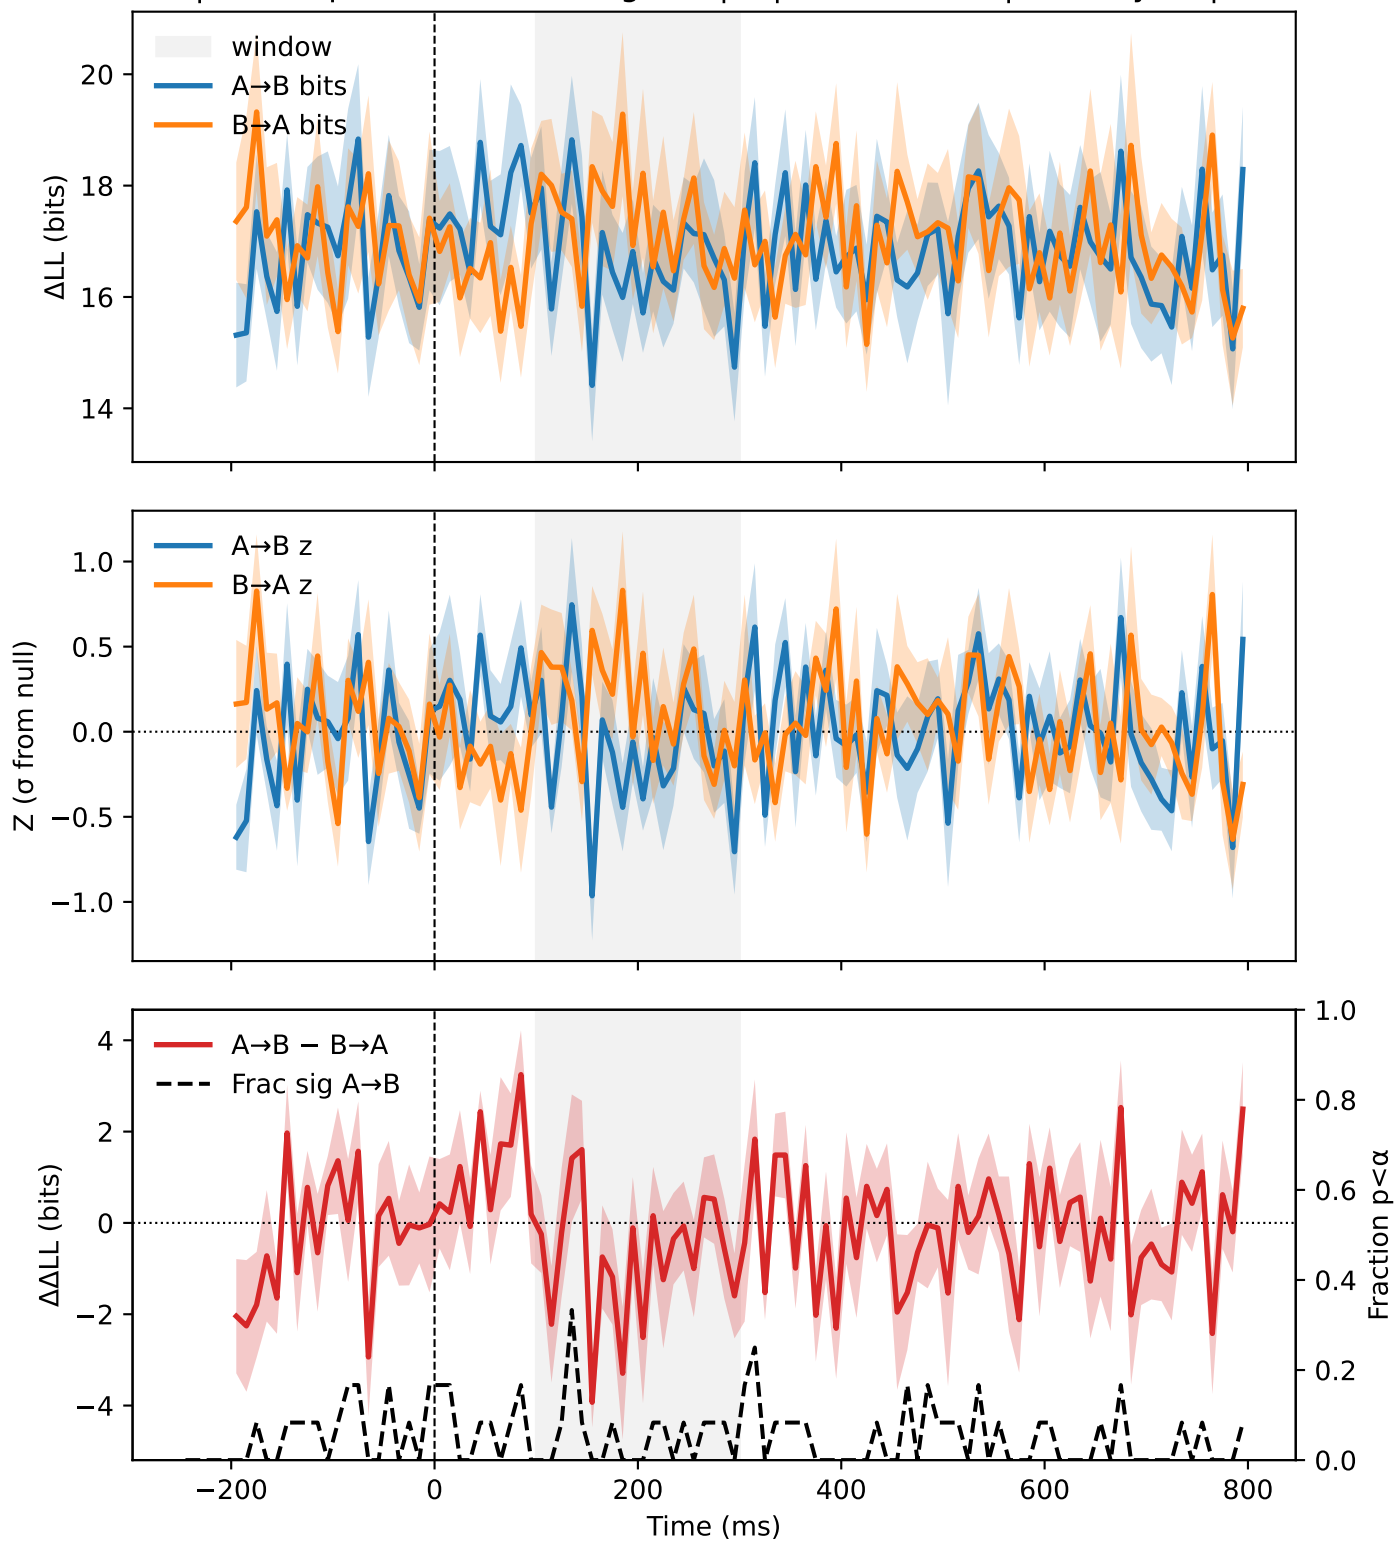 window
A→B bits
B→A bits
20
18
16
14
ΔLL (bits)
A→B z
B→A z
1.0
0.5
0.0
−0.5
−1.0
Z (σ from null)
A→B − B→A
Frac sig A→B
4
2
0
−2
−4
ΔΔLL (bits)
1.0
0.8
0.6
0.4
0.2
0.0
Fraction p<α
−200 0 200 400 600 800
Time (ms)